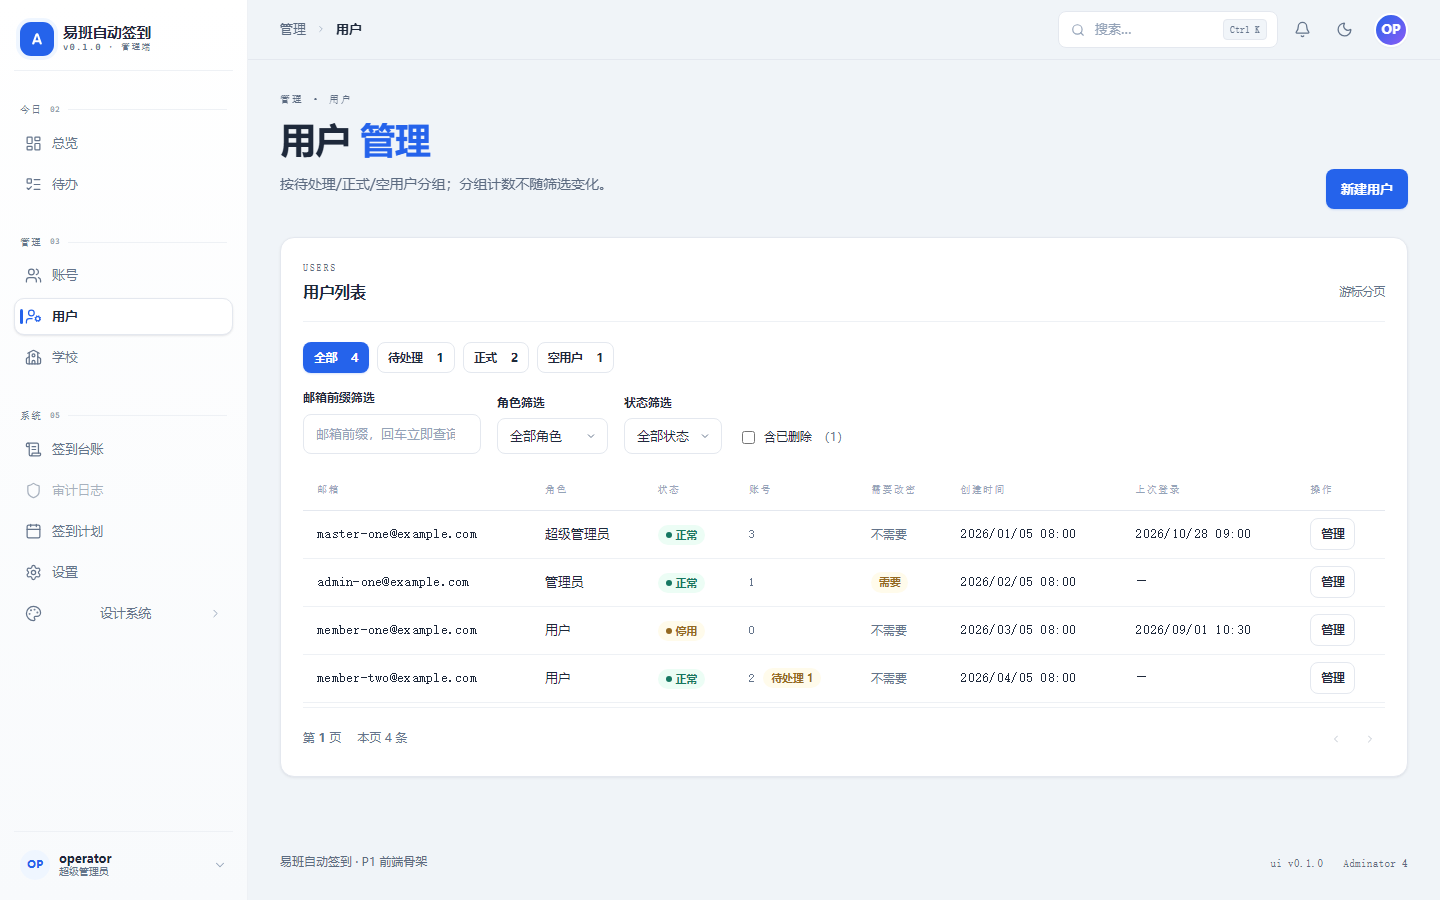 A
易班自动签到
v0.1.0 · 管理端
今日 02
总览
待办
管理 03
账号
用户
学校
系统 05
签到台账
审计日志
签到计划
设置
设计系统
OP
operator
超级管理员
管理 › 用户
搜索... Ctrl K
OP
管理 · 用户
用户 管理
按待处理/正式/空用户分组；分组计数不随筛选变化。
新建用户
USERS
用户列表
游标分页
全部 4 待处理 1 正式 2 空用户 1
邮箱前缀筛选 角色筛选 状态筛选
邮箱前缀，回车立即查询 全部角色 全部状态 含已删除 (1)
邮箱 角色 状态 账号 需要改密 创建时间 上次登录 操作
master-one@example.com 超级管理员 正常 3 不需要 2026/01/05 08:00 2026/10/28 09:00 管理
admin-one@example.com 管理员 正常 1 需要 2026/02/05 08:00 — 管理
member-one@example.com 用户 停用 0 不需要 2026/03/05 08:00 2026/09/01 10:30 管理
member-two@example.com 用户 正常 2 待处理 1 不需要 2026/04/05 08:00 — 管理
第 1 页 本页 4 条
易班自动签到 · P1 前端骨架
ui v0.1.0 Adminator 4